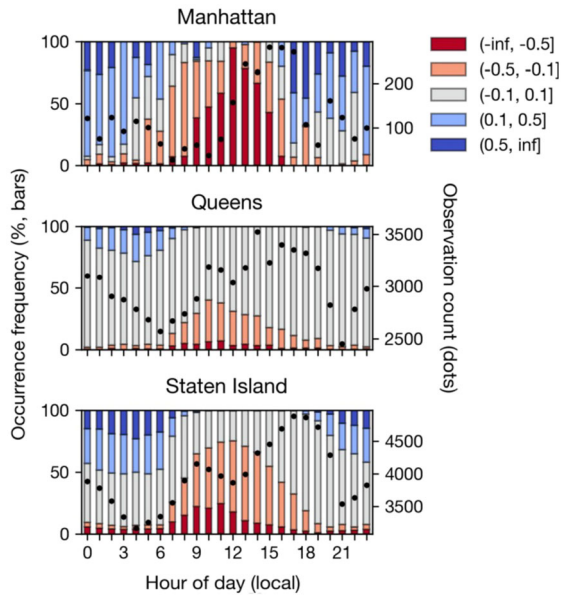 Manhattan
100
50
0
200
100
(-inf, -0.5]
(-0.5, -0.1]
(-0.1, 0.1]
(0.1, 0.5]
(0.5, inf]
Occurrence frequency (%, bars)
Queens
100
50
0
3500
3000
2500
Observation count (dots)
Staten Island
100
50
0
4500
4000
3500
0 3 6 9 12 15 18 21
Hour of day (local)